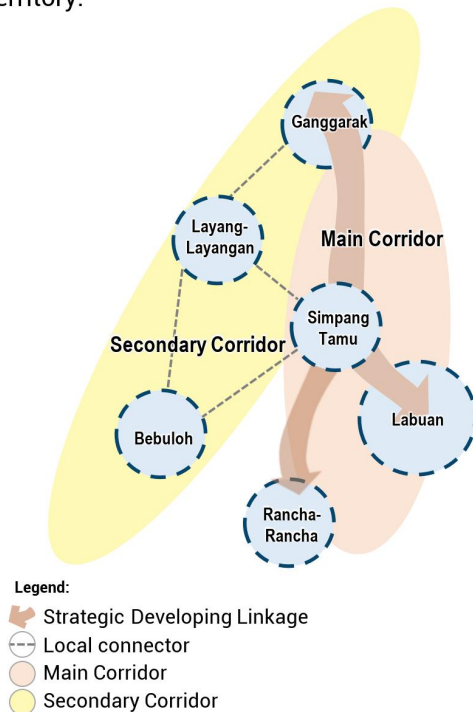 erritory.
Ganggarak
Layang-
Layangan
Main Corridor
Simpang
Tamu
Secondary Corridor
Labuan
Bebuloh
Rancha-
Rancha
Legend:
Strategic Developing Linkage
Local connector
Main Corridor
Secondary Corridor